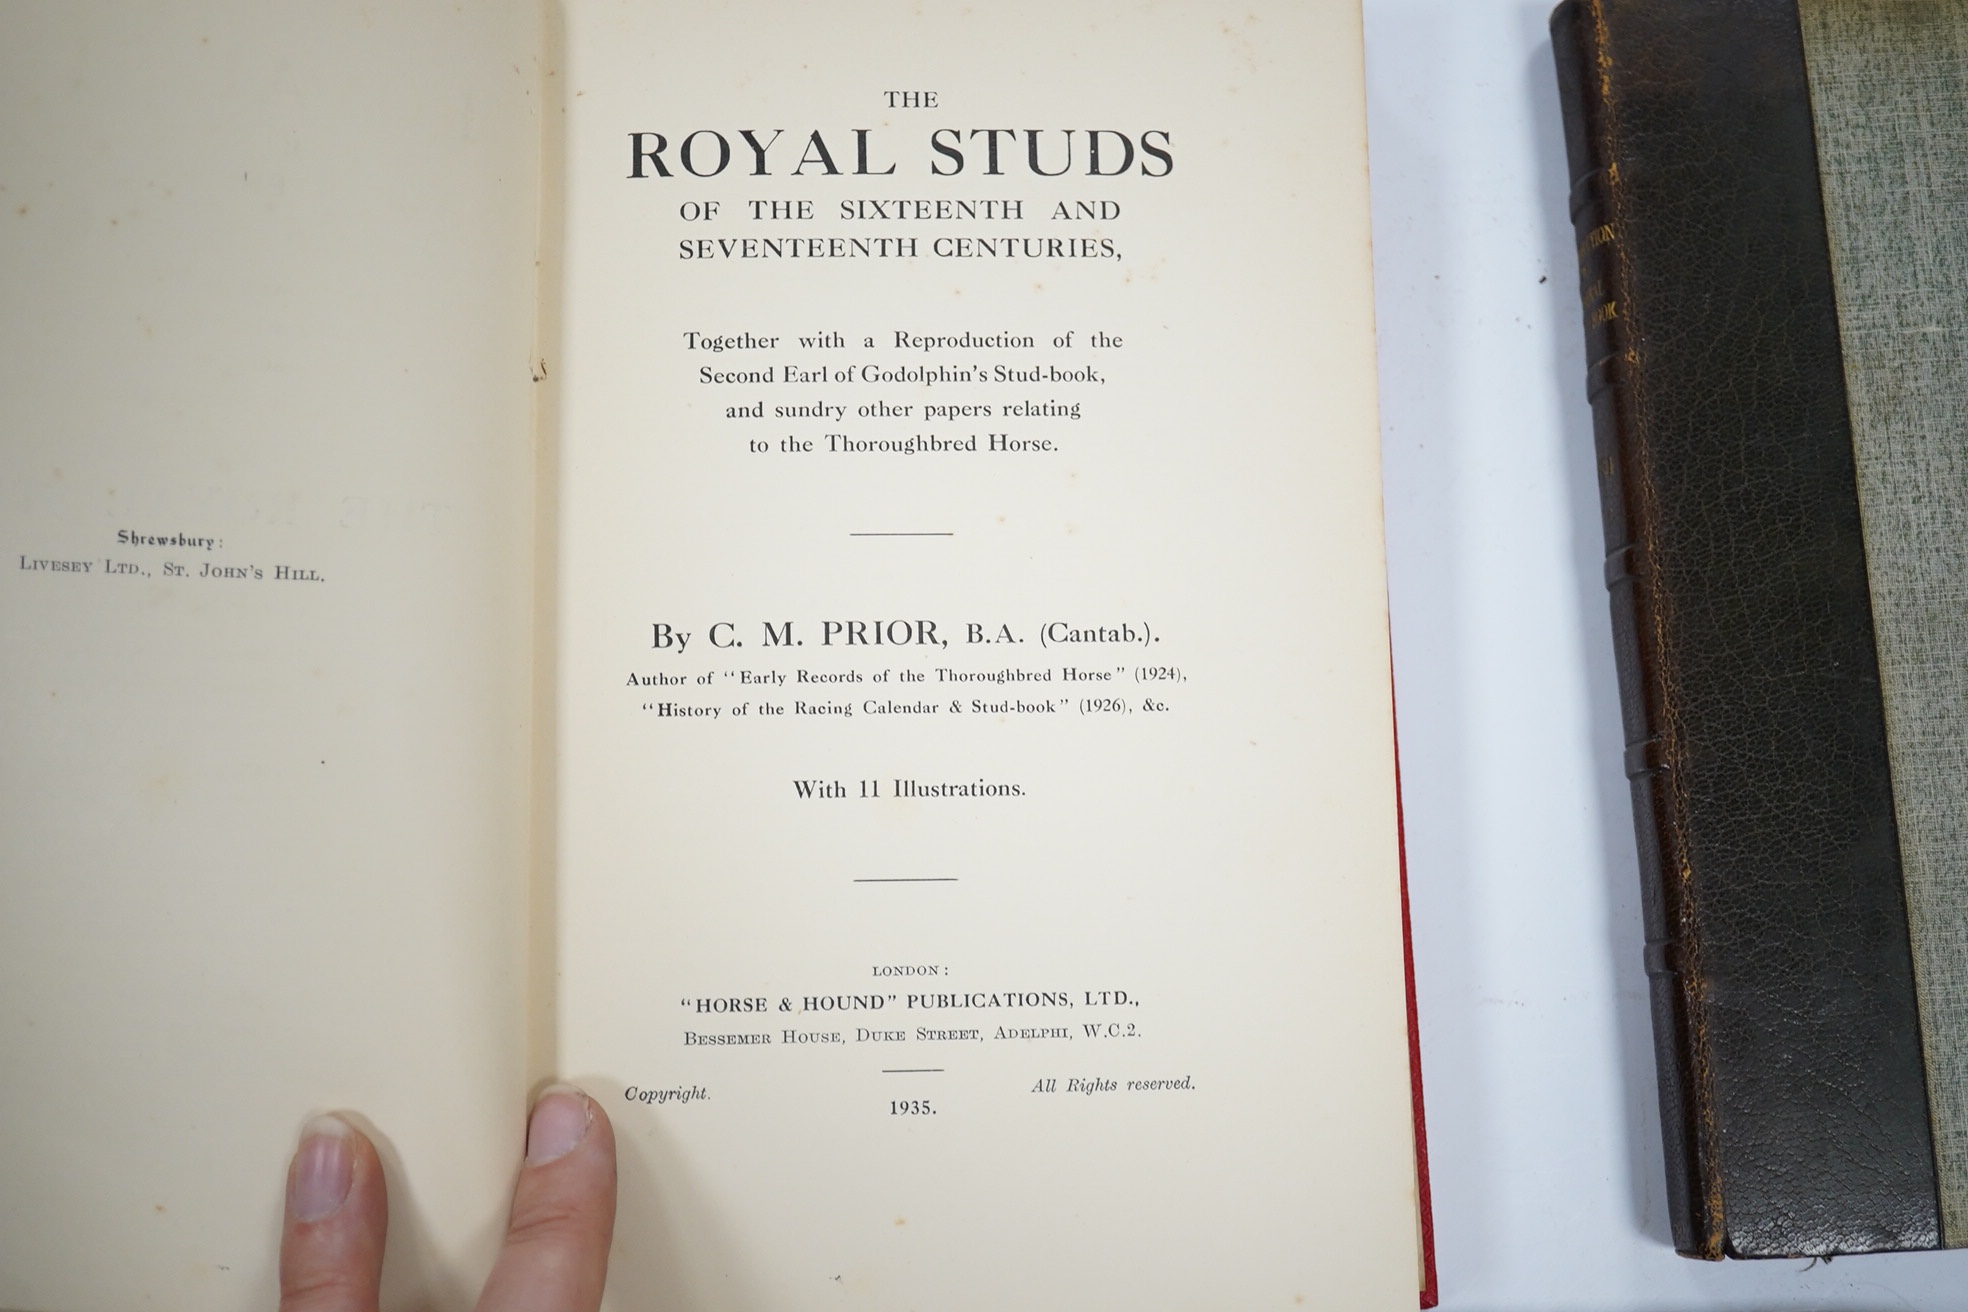 Shrewsbury:
LIVESEY LTD., ST. JOHN'S HILL.
THE
ROYAL STUDS
OF THE SIXTEENTH AND
SEVENTEENTH CENTURIES,
Together with a Reproduction of the
Second Earl of Godolphin's Stud-book,
and sundry other papers relating
to the Thoroughbred Horse.
By C. M. PRIOR, B.A. (Cantab.).
Author of "Early Records of the Thoroughbred Horse" (1924),
"History of the Racing Calendar & Stud-book" (1926), &c.
With 11 Illustrations.
LONDON:
"HORSE & HOUND" PUBLICATIONS, LTD.,
BESSEMER HOUSE, DUKE STREET, ADELPHI, W.C.2.
Copyright. All Rights reserved.
1935.